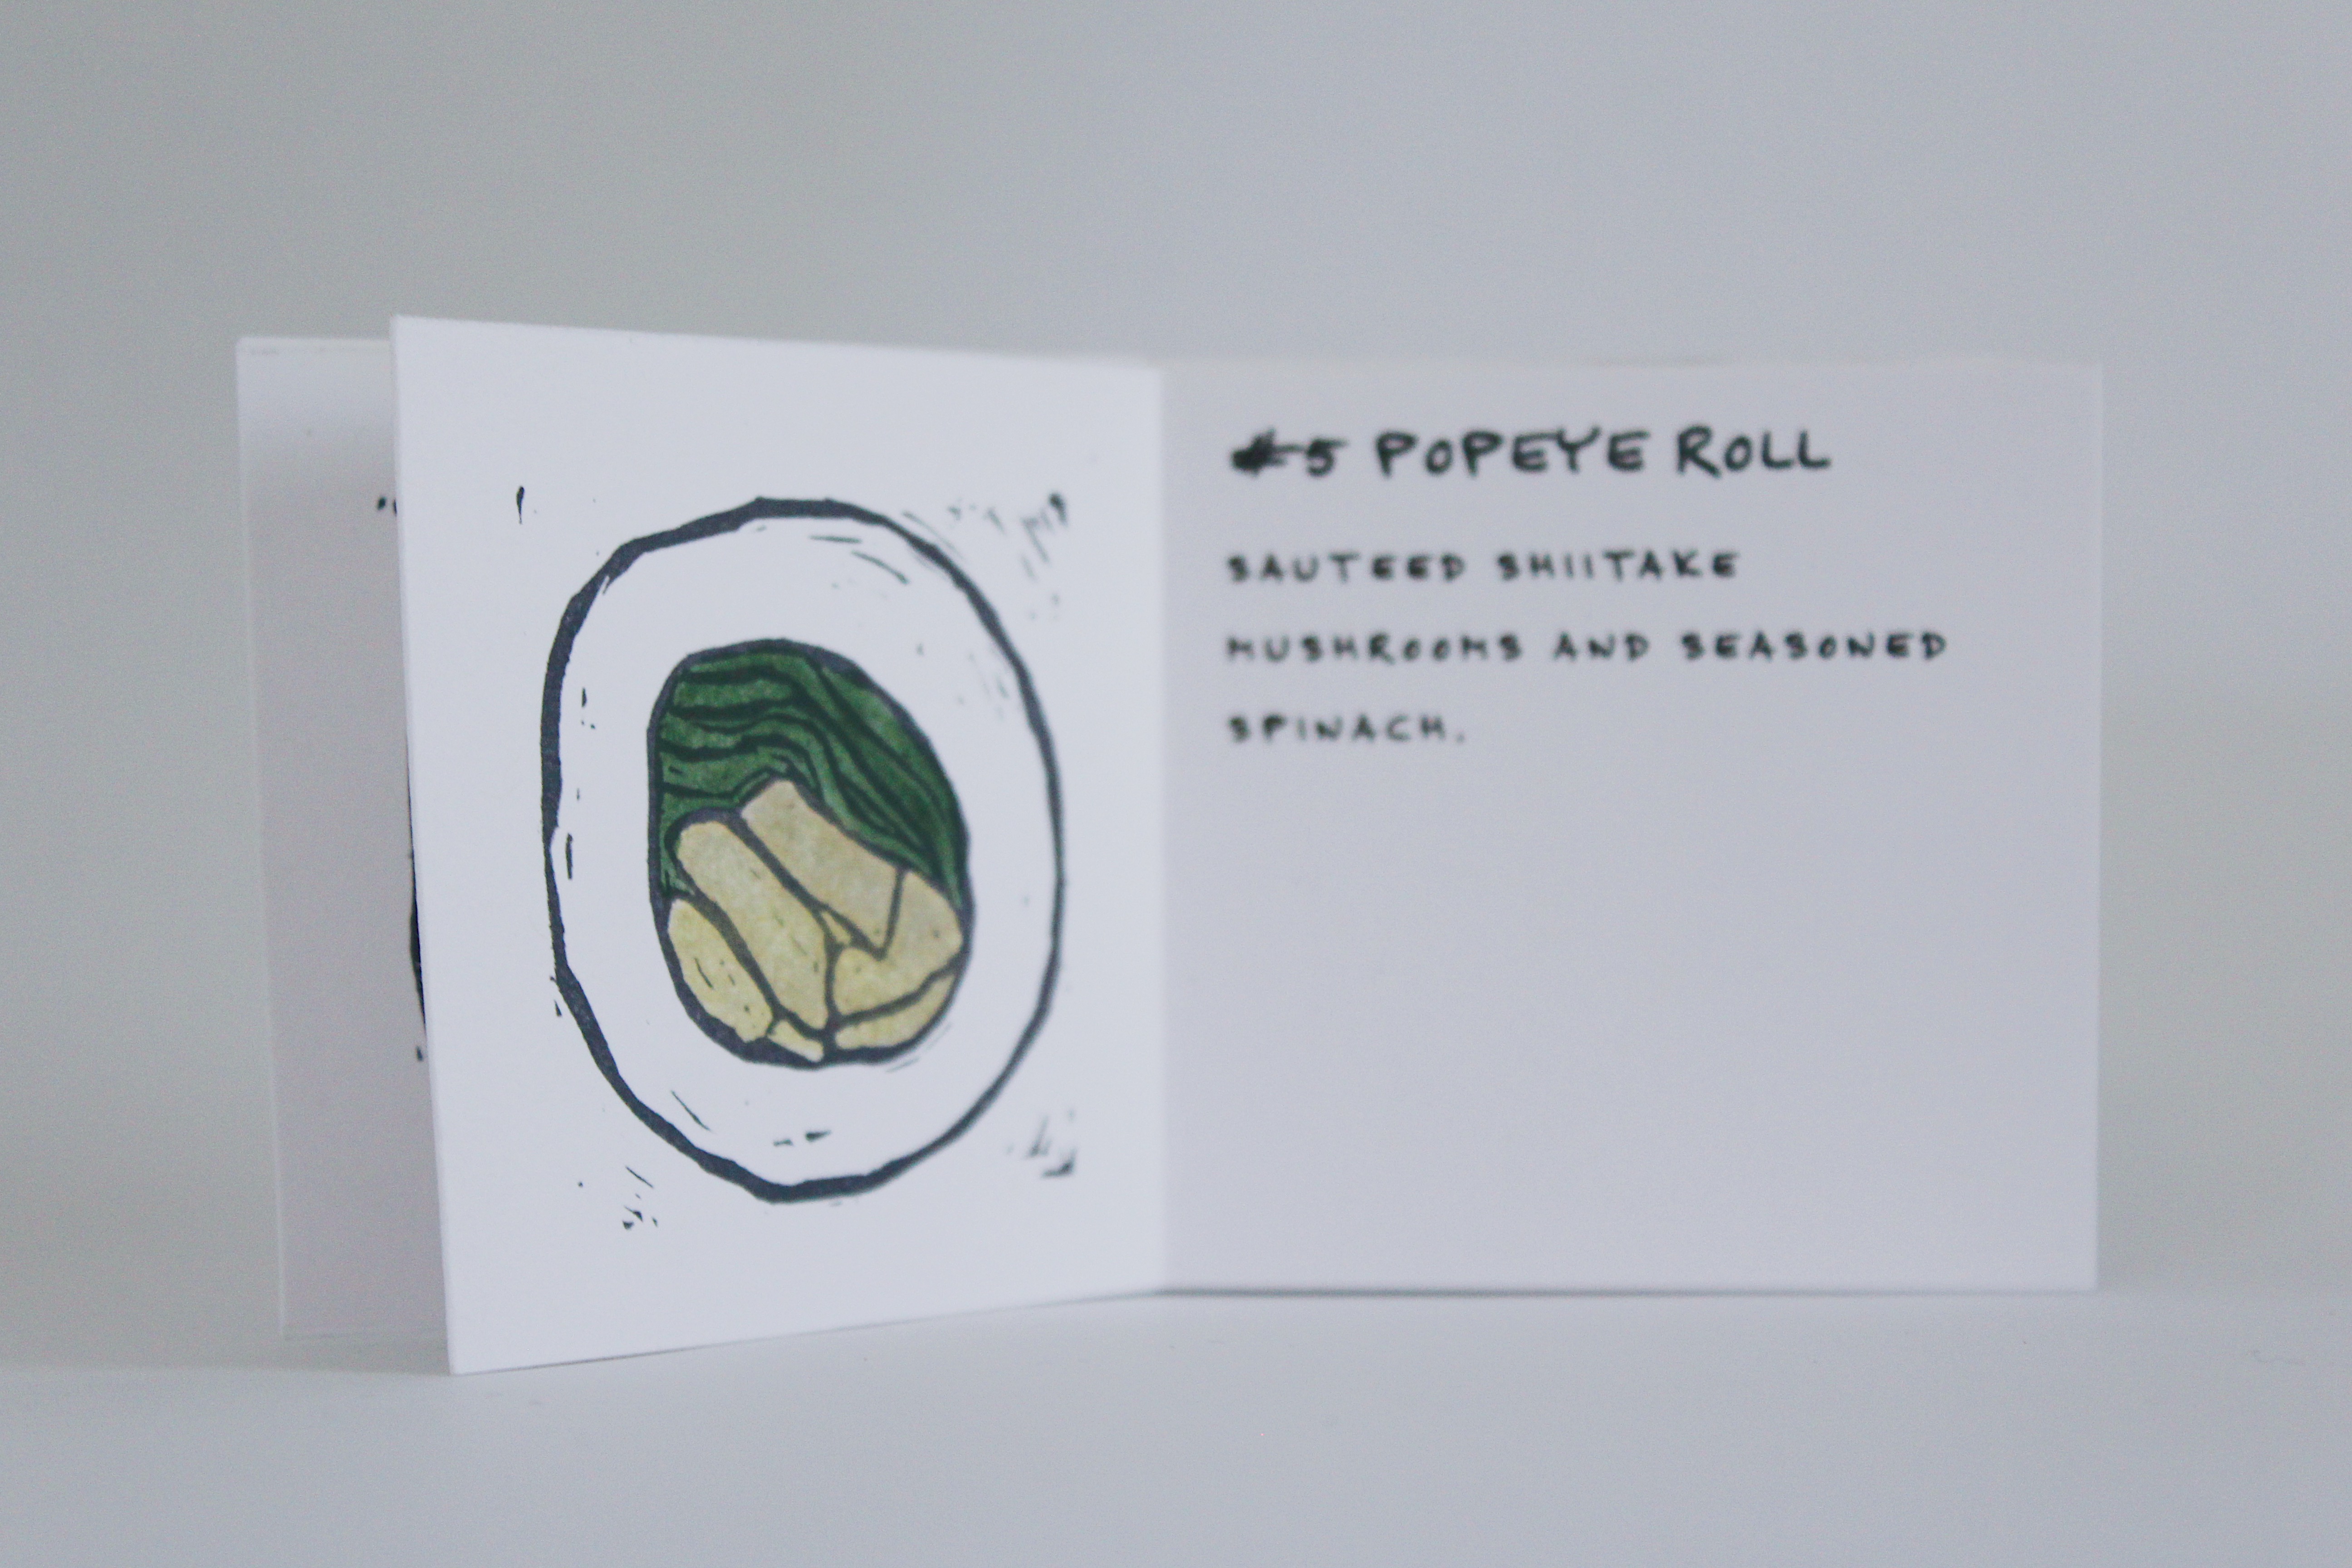 #5 POPEYE ROLL
SAUTEED SHIITAKE
MUSHROOMS AND SEASONED
SPINACH.